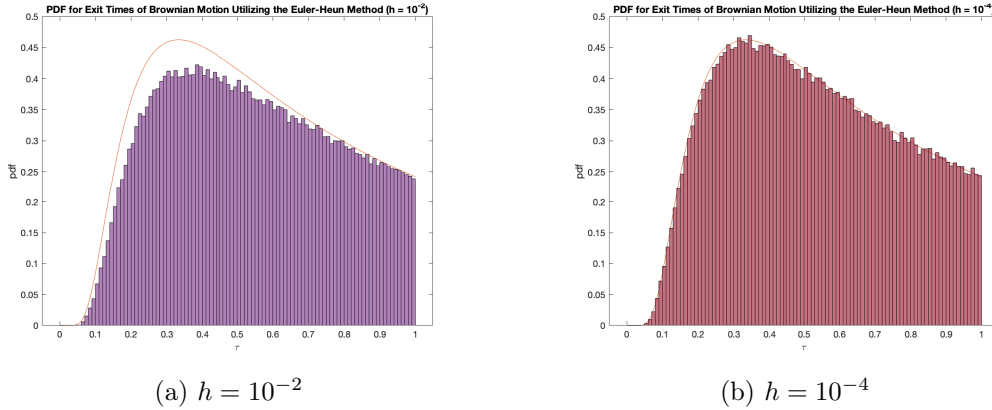 PDF for Exit Times of Brownian Motion Utilizing the Euler-Heun Method (h = 10^-2)
0.5
0.45
0.4
0.35
0.3
0.25
0.2
0.15
0.1
0.05
0
pdf
0 0.1 0.2 0.3 0.4 0.5 0.6 0.7 0.8 0.9 1
τ
(a) h = 10^−2
PDF for Exit Times of Brownian Motion Utilizing the Euler-Heun Method (h = 10^-4
0.5
0.45
0.4
0.35
0.3
0.25
0.2
0.15
0.1
0.05
0
pdf
0 0.1 0.2 0.3 0.4 0.5 0.6 0.7 0.8 0.9 1
τ
(b) h = 10^−4